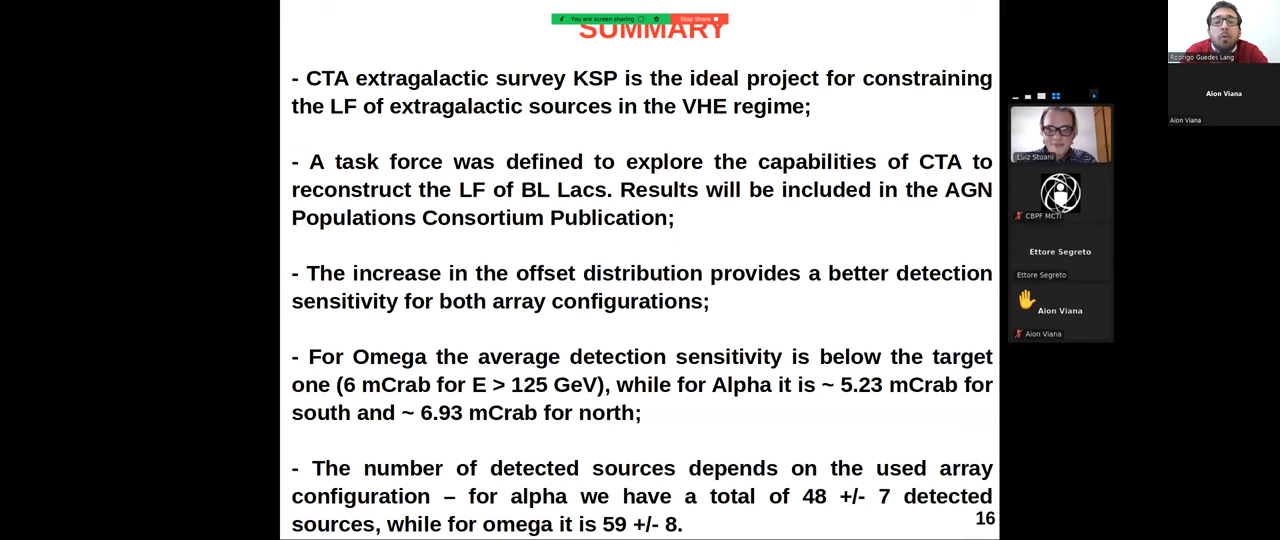 You are screen sharing
Stop Share
SUMMARY
- CTA extragalactic survey KSP is the ideal project for constraining
the LF of extragalactic sources in the VHE regime;
- A task force was defined to explore the capabilities of CTA to
reconstruct the LF of BL Lacs. Results will be included in the AGN
Populations Consortium Publication;
- The increase in the offset distribution provides a better detection
sensitivity for both array configurations;
- For Omega the average detection sensitivity is below the target
one (6 mCrab for E > 125 GeV), while for Alpha it is ~ 5.23 mCrab for
south and ~ 6.93 mCrab for north;
- The number of detected sources depends on the used array
configuration – for alpha we have a total of 48 +/- 7 detected
sources, while for omega it is 59 +/- 8.
16
Luiz Stuani
CBPF MCTI
Ettore Segreto
Ettore Segreto
Aion Viana
Aion Viana
Rodrigo Guedes Lang
Aion Viana
Aion Viana